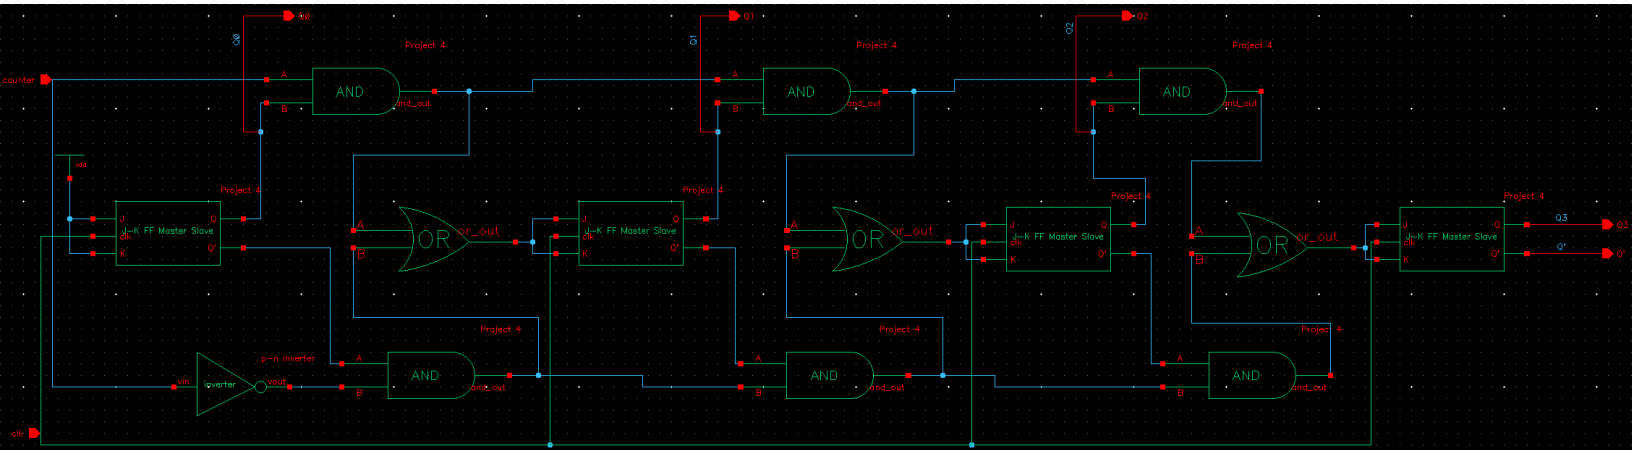 Q0
Q1
Q2
Q0
Q1
Q2
Project 4
Project 4
Project 4
counter
A
AND
and_out
B
A
AND
and_out
B
A
AND
and_out
B
vdd
Project 4
Project 4
Project 4
Project 4
J
Q
J-K FF Master Slave
clk
K
Q'
A
OR
or_out
B
J
Q
J-K FF Master Slave
clk
K
Q'
A
OR
or_out
B
J
Q
J-K FF Master Slave
clk
K
Q'
A
OR
or_out
B
J
Q
J-K FF Master Slave
clk
K
Q'
Q3
Q3
Q'
Q'
Project 4
Project 4
Project 4
p-n inverter
vin
inverter
vout
A
AND
and_out
B
A
AND
and_out
B
A
AND
and_out
B
clk